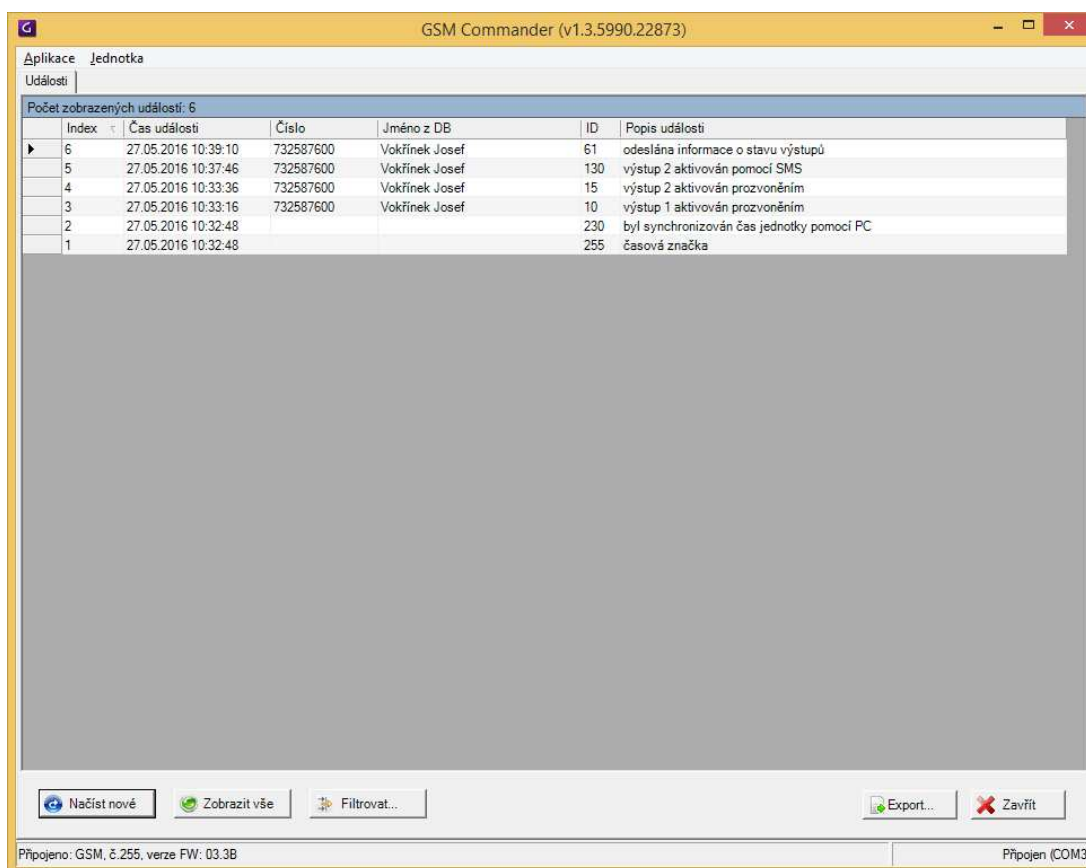 GSM Commander (v1.3.5990.22873)
Aplikace Jednotka
Události
Počet zobrazených událostí: 6
Index Čas události Číslo Jméno z DB ID Popis události
6 27.05.2016 10:39:10 732587600 Vokřínek Josef 61 odeslána informace o stavu výstupů
5 27.05.2016 10:37:46 732587600 Vokřínek Josef 130 výstup 2 aktivován pomocí SMS
4 27.05.2016 10:33:36 732587600 Vokřínek Josef 15 výstup 2 aktivován prozvoněním
3 27.05.2016 10:33:16 732587600 Vokřínek Josef 10 výstup 1 aktivován prozvoněním
2 27.05.2016 10:32:48 230 byl synchronizován čas jednotky pomocí PC
1 27.05.2016 10:32:48 255 časová značka
Načíst nové Zobrazit vše Filtrovat... Export... Zavřít
Připojeno: GSM, č.255, verze FW: 03.3B Připojen (COM3